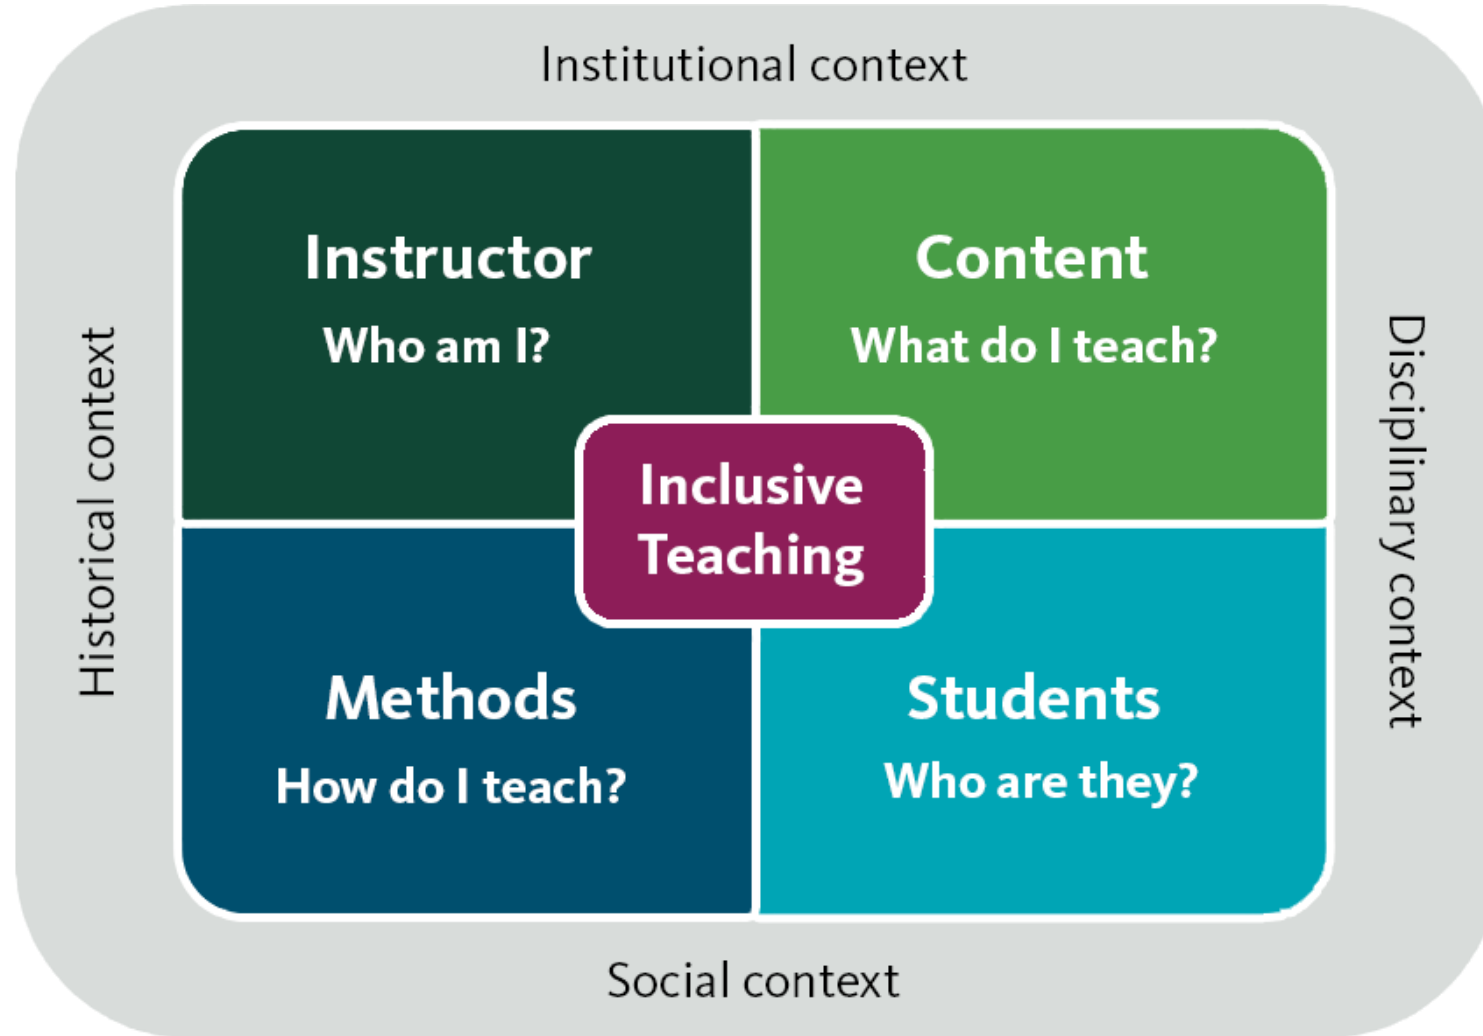 Institutional context
Historical context
Instructor
Who am I?
Content
What do I teach?
Inclusive
Teaching
Methods
How do I teach?
Students
Who are they?
Disciplinary context
Social context